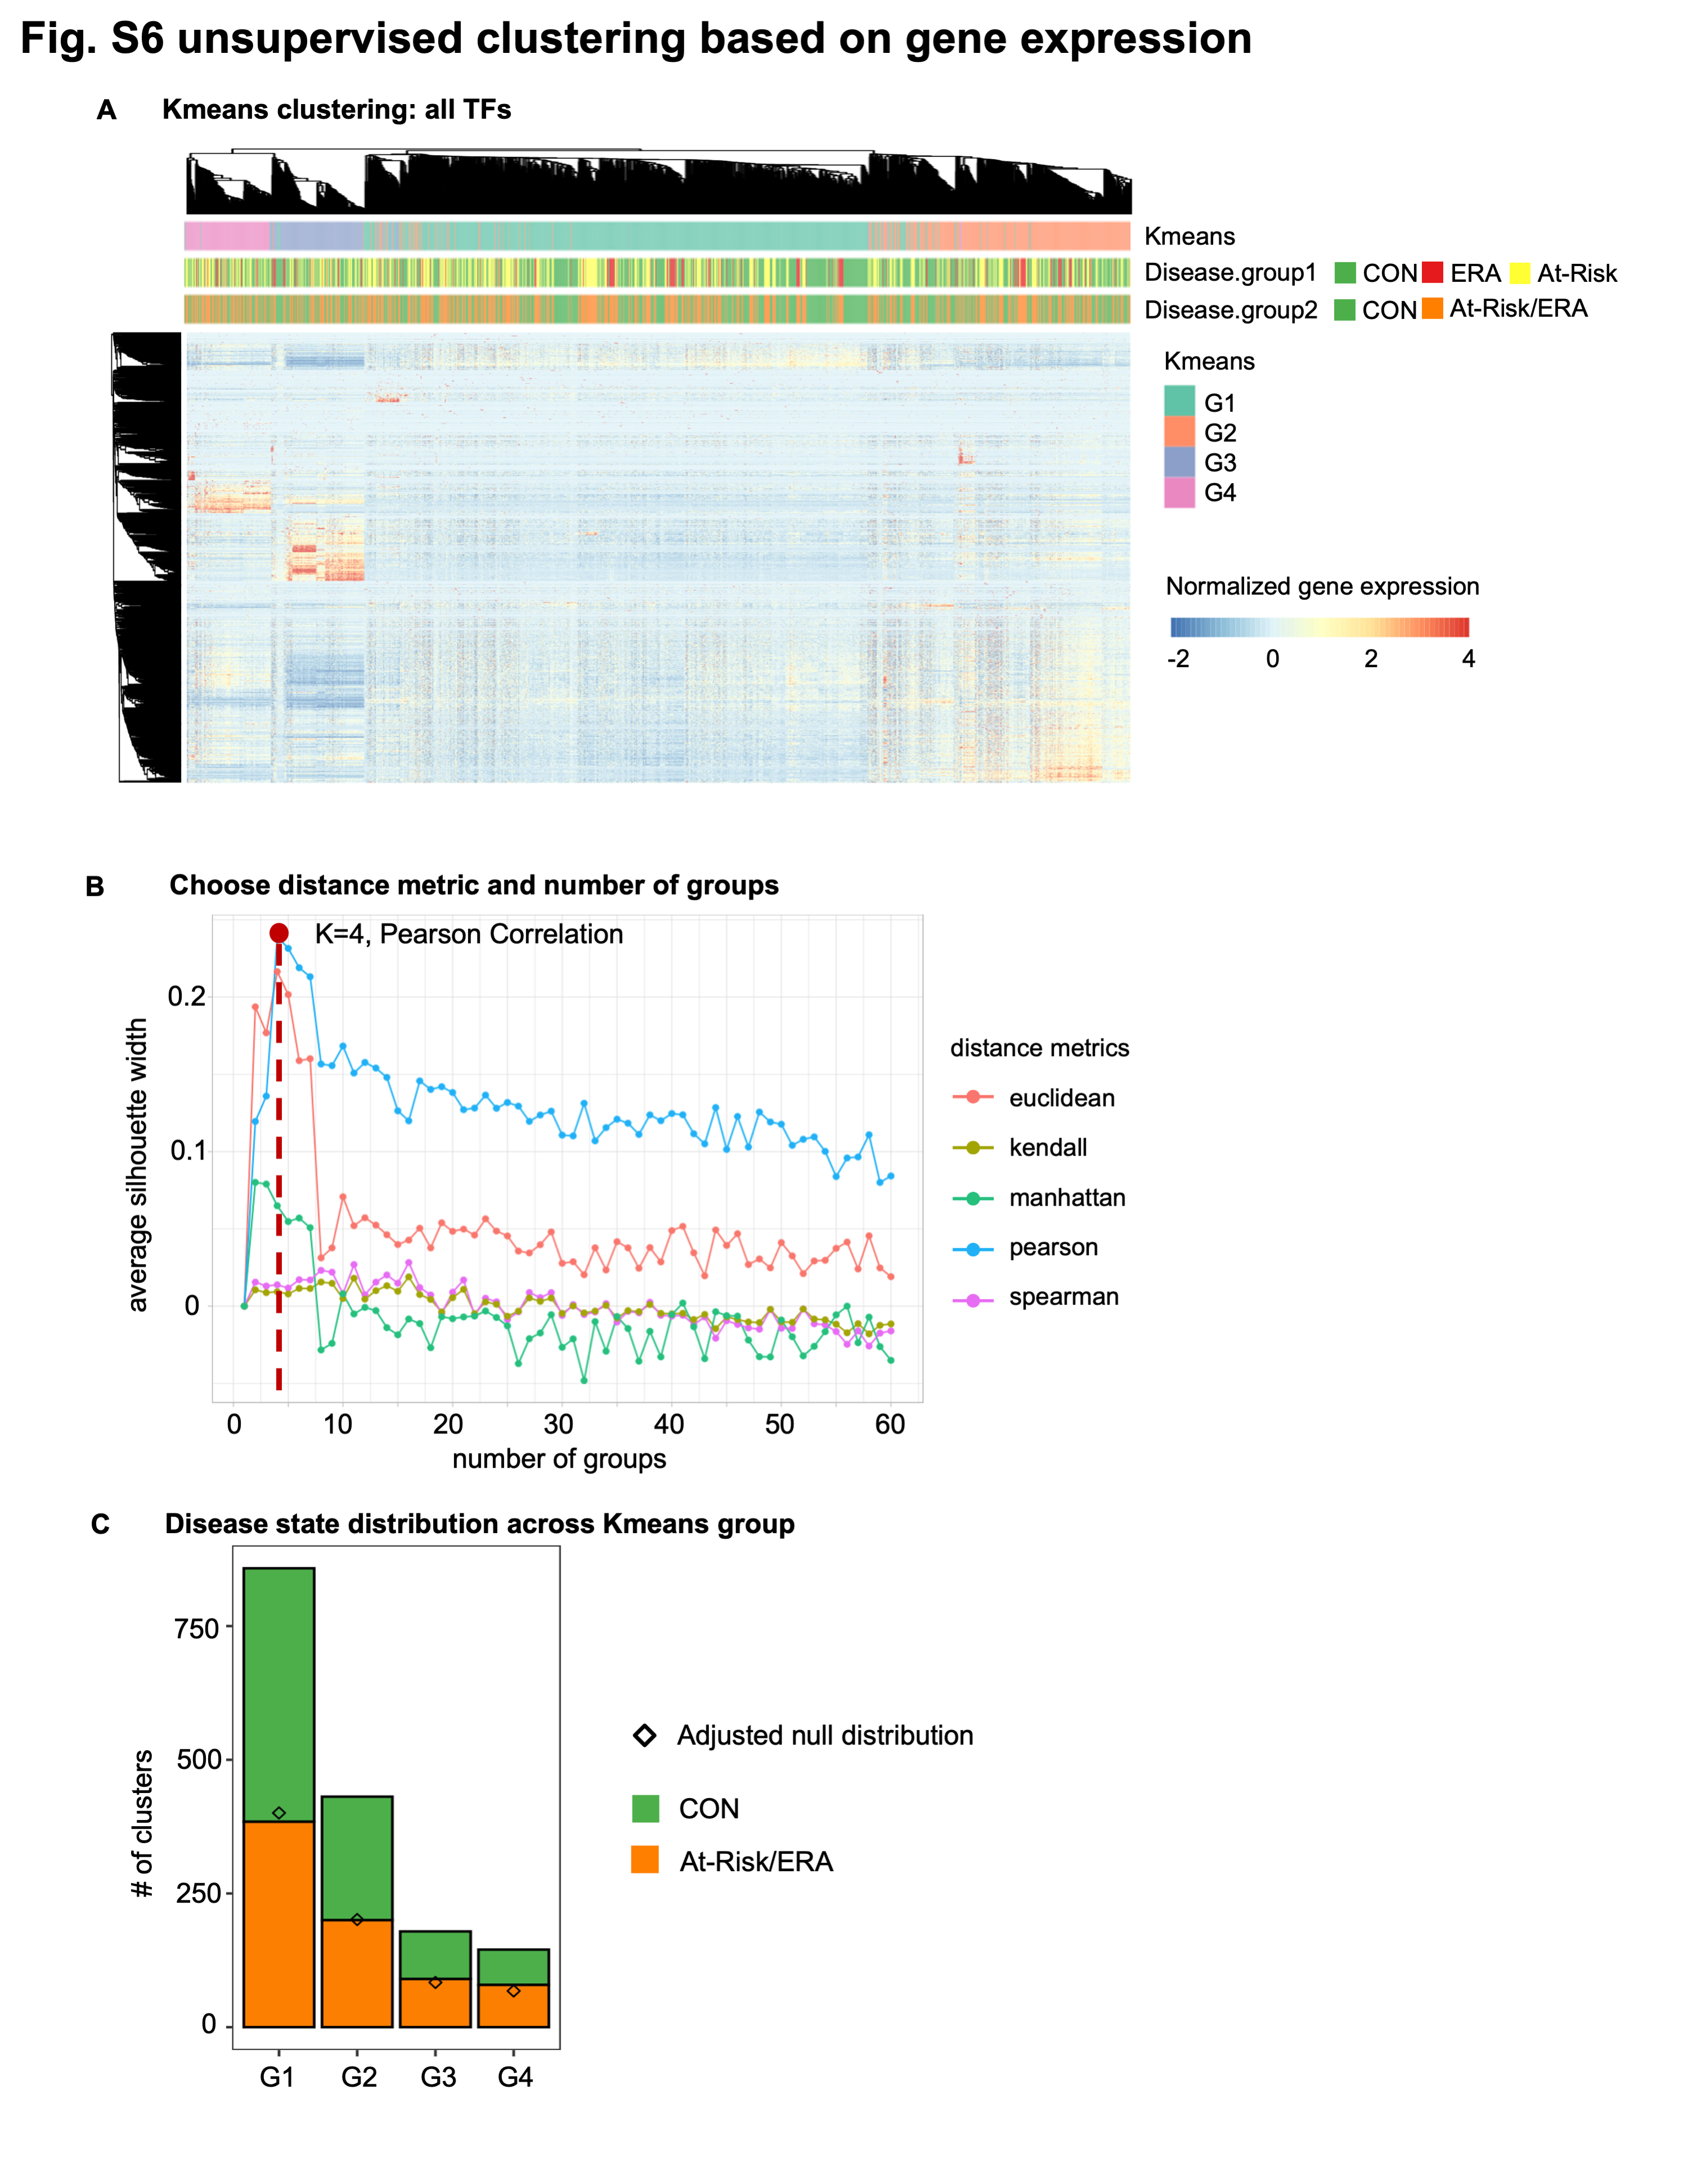 Fig. S6 unsupervised clustering based on gene expression
A Kmeans clustering: all TFs
Kmeans
Disease.group1 CON ERA At-Risk
Disease.group2 CON At-Risk/ERA
Kmeans
G1
G2
G3
G4
Normalized gene expression
-2 0 2 4
B Choose distance metric and number of groups
K=4, Pearson Correlation
0.2
0.1
0
average silhouette width
0 10 20 30 40 50 60
number of groups
distance metrics
euclidean
kendall
manhattan
pearson
spearman
C Disease state distribution across Kmeans group
750
500
250
0
# of clusters
G1 G2 G3 G4
Adjusted null distribution
CON
At-Risk/ERA